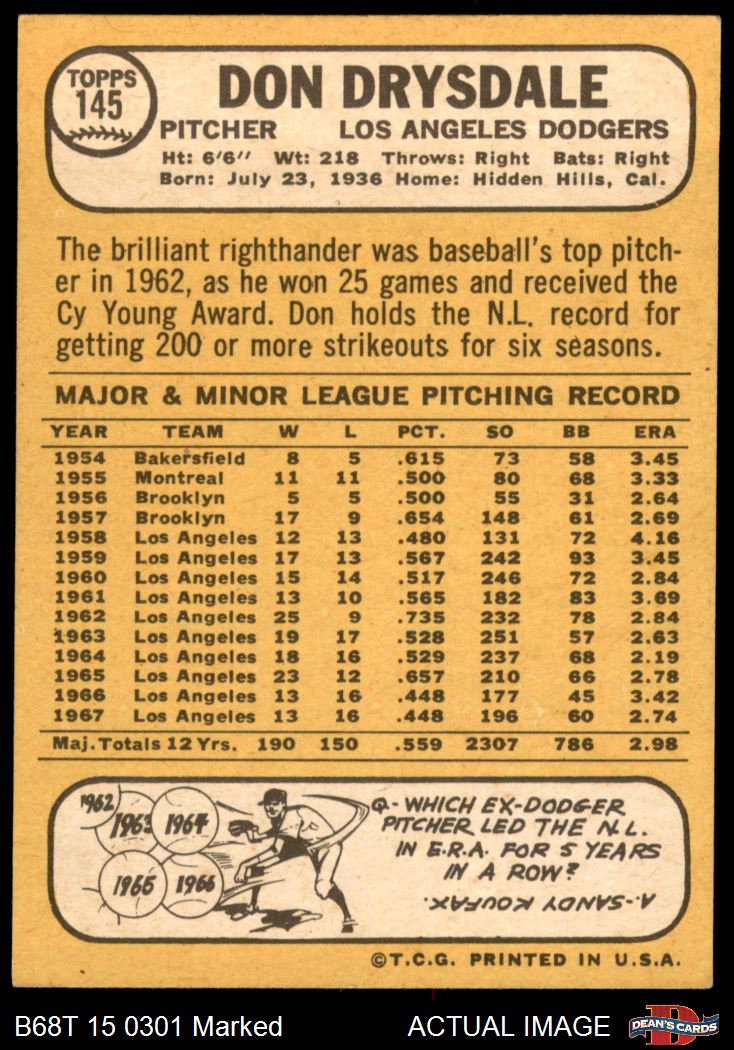 TOPPS
145
DON DRYSDALE
PITCHER LOS ANGELES DODGERS
Ht: 6'6" Wt: 218 Throws: Right Bats: Right
Born: July 23, 1936 Home: Hidden Hills, Cal.
The brilliant righthander was baseball's top pitch-
er in 1962, as he won 25 games and received the
Cy Young Award. Don holds the N.L. record for
getting 200 or more strikeouts for six seasons.
MAJOR & MINOR LEAGUE PITCHING RECORD
YEAR TEAM W L PCT. SO BB ERA
1954 Bakersfield 8 5 .615 73 58 3.45
1955 Montreal 11 11 .500 80 68 3.33
1956 Brooklyn 5 5 .500 55 31 2.64
1957 Brooklyn 17 9 .654 148 61 2.69
1958 Los Angeles 12 13 .480 131 72 4.16
1959 Los Angeles 17 13 .567 242 93 3.45
1960 Los Angeles 15 14 .517 246 72 2.84
1961 Los Angeles 13 10 .565 182 83 3.69
1962 Los Angeles 25 9 .735 232 78 2.84
1963 Los Angeles 19 17 .528 251 57 2.63
1964 Los Angeles 18 16 .529 237 68 2.19
1965 Los Angeles 23 12 .657 210 66 2.78
1966 Los Angeles 13 16 .448 177 45 3.42
1967 Los Angeles 13 16 .448 196 60 2.74
Maj. Totals 12 Yrs. 190 150 .559 2307 786 2.98
1962
1963 1964
1965 1966
Q- WHICH EX-DODGER
PITCHER LED THE N.L.
IN E.R.A. FOR 5 YEARS
IN A ROW?
A- SANDY KOUFAX.
©T.C.G. PRINTED IN U.S.A.
B68T 15 0301 Marked ACTUAL IMAGE
D
DEAN'S CARDS